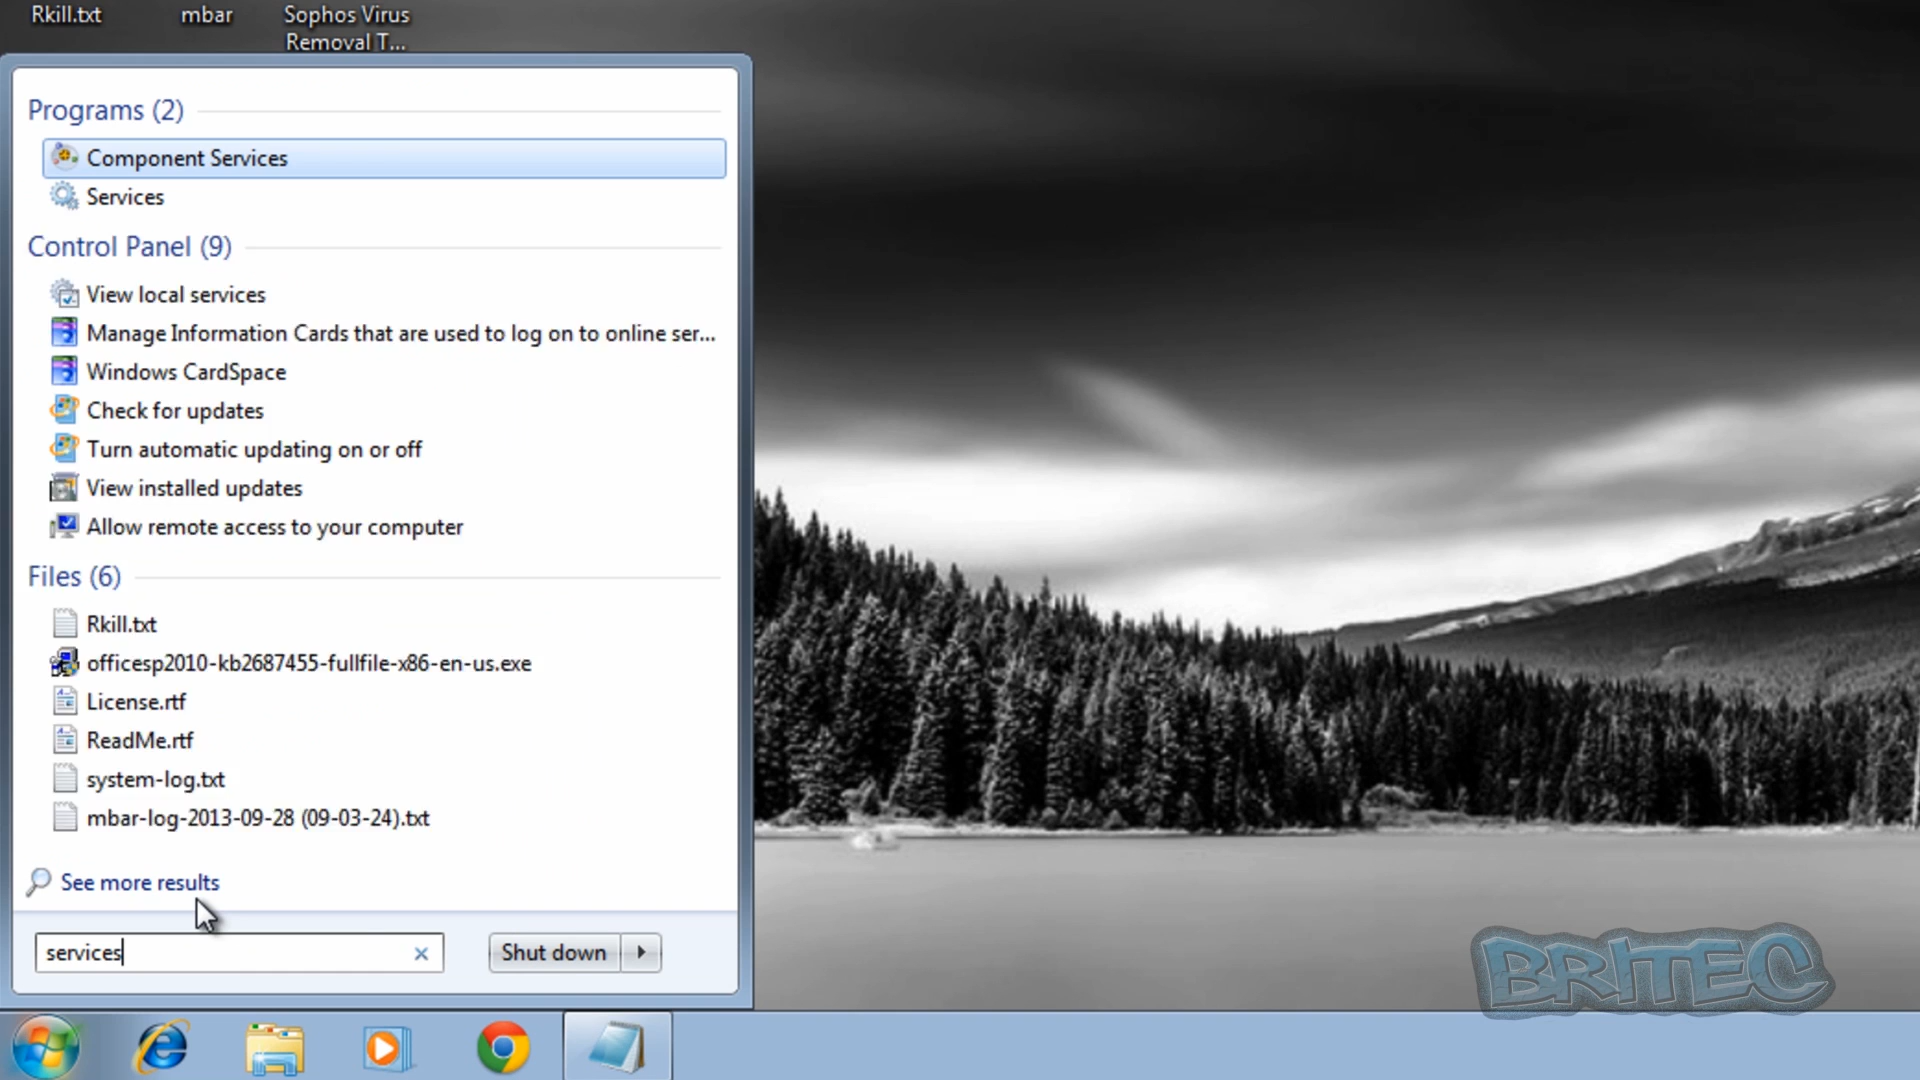 Rkill.txt
mbar
Sophos Virus
Removal T...
Programs (2)
Component Services
Services
Control Panel (9)
View local services
Manage Information Cards that are used to log on to online ser...
Windows CardSpace
Check for updates
Turn automatic updating on or off
View installed updates
Allow remote access to your computer
Files (6)
Rkill.txt
officesp2010-kb2687455-fullfile-x86-en-us.exe
License.rtf
ReadMe.rtf
system-log.txt
mbar-log-2013-09-28 (09-03-24).txt
See more results
services
Shut down
BRITEC